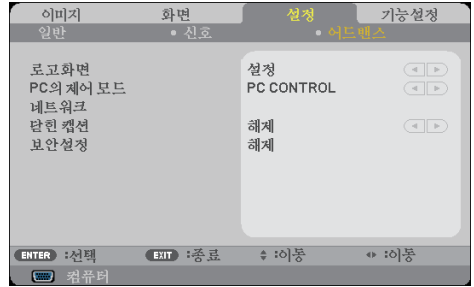 이미지 화면 설정 기능설정
일반 • 신호 • 어드밴스
로고화면 설정
PC의 제어 모드 PC CONTROL
네트워크
닫힌 캡션 해제
보안설정 해제
ENTER :선택 EXIT :종료 :이동 :이동
컴퓨터